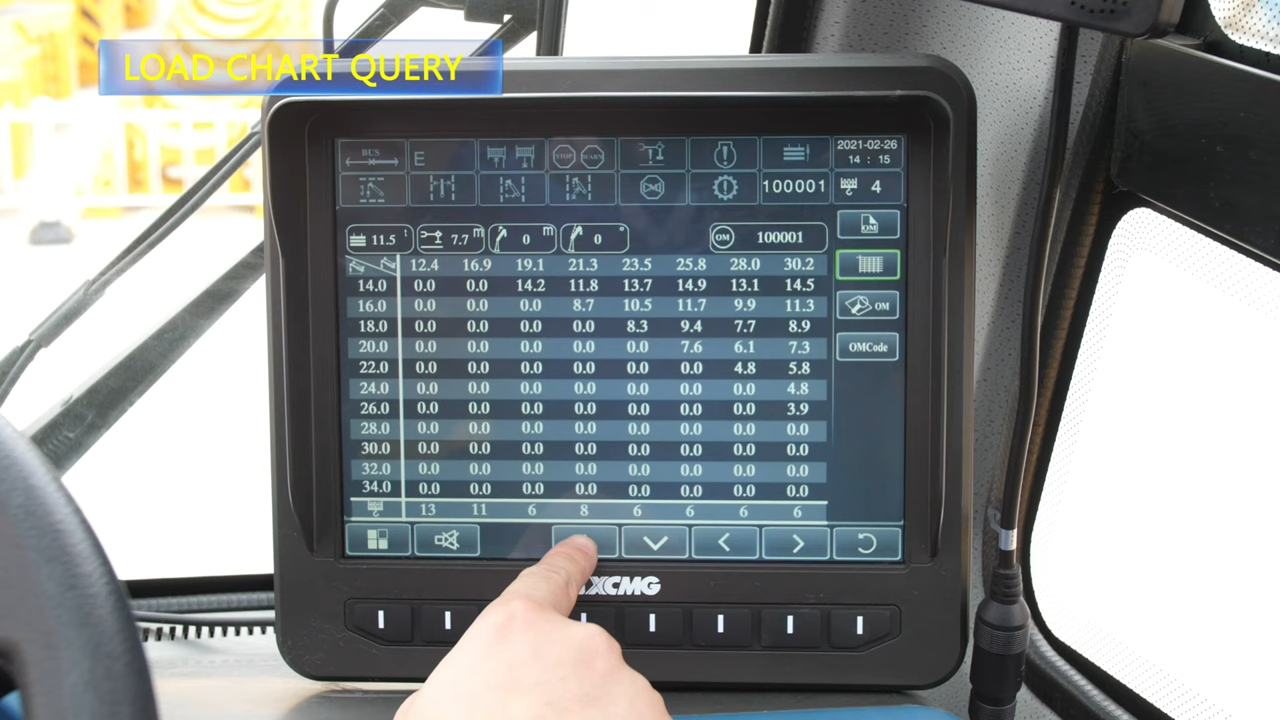 LOAD CHART QUERY
BUS E STOP WARN 2021-02-26
14 : 15
100001 4
11.5 t 7.7 m 0 m 0 ° OM 100001 OM
12.4 16.9 19.1 21.3 23.5 25.8 28.0 30.2
14.0 0.0 0.0 14.2 11.8 13.7 14.9 13.1 14.5
16.0 0.0 0.0 0.0 8.7 10.5 11.7 9.9 11.3 OM
18.0 0.0 0.0 0.0 0.0 8.3 9.4 7.7 8.9
20.0 0.0 0.0 0.0 0.0 0.0 7.6 6.1 7.3 OMCode
22.0 0.0 0.0 0.0 0.0 0.0 0.0 4.8 5.8
24.0 0.0 0.0 0.0 0.0 0.0 0.0 0.0 4.8
26.0 0.0 0.0 0.0 0.0 0.0 0.0 0.0 3.9
28.0 0.0 0.0 0.0 0.0 0.0 0.0 0.0 0.0
30.0 0.0 0.0 0.0 0.0 0.0 0.0 0.0 0.0
32.0 0.0 0.0 0.0 0.0 0.0 0.0 0.0 0.0
34.0 0.0 0.0 0.0 0.0 0.0 0.0 0.0 0.0
13 11 6 8 6 6 6 6
XCMG